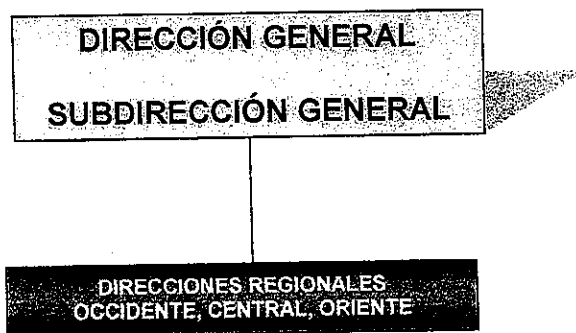 DIRECCIÓN GENERAL
SUBDIRECCIÓN GENERAL
DIRECCIONES REGIONALES
OCCIDENTE, CENTRAL, ORIENTE